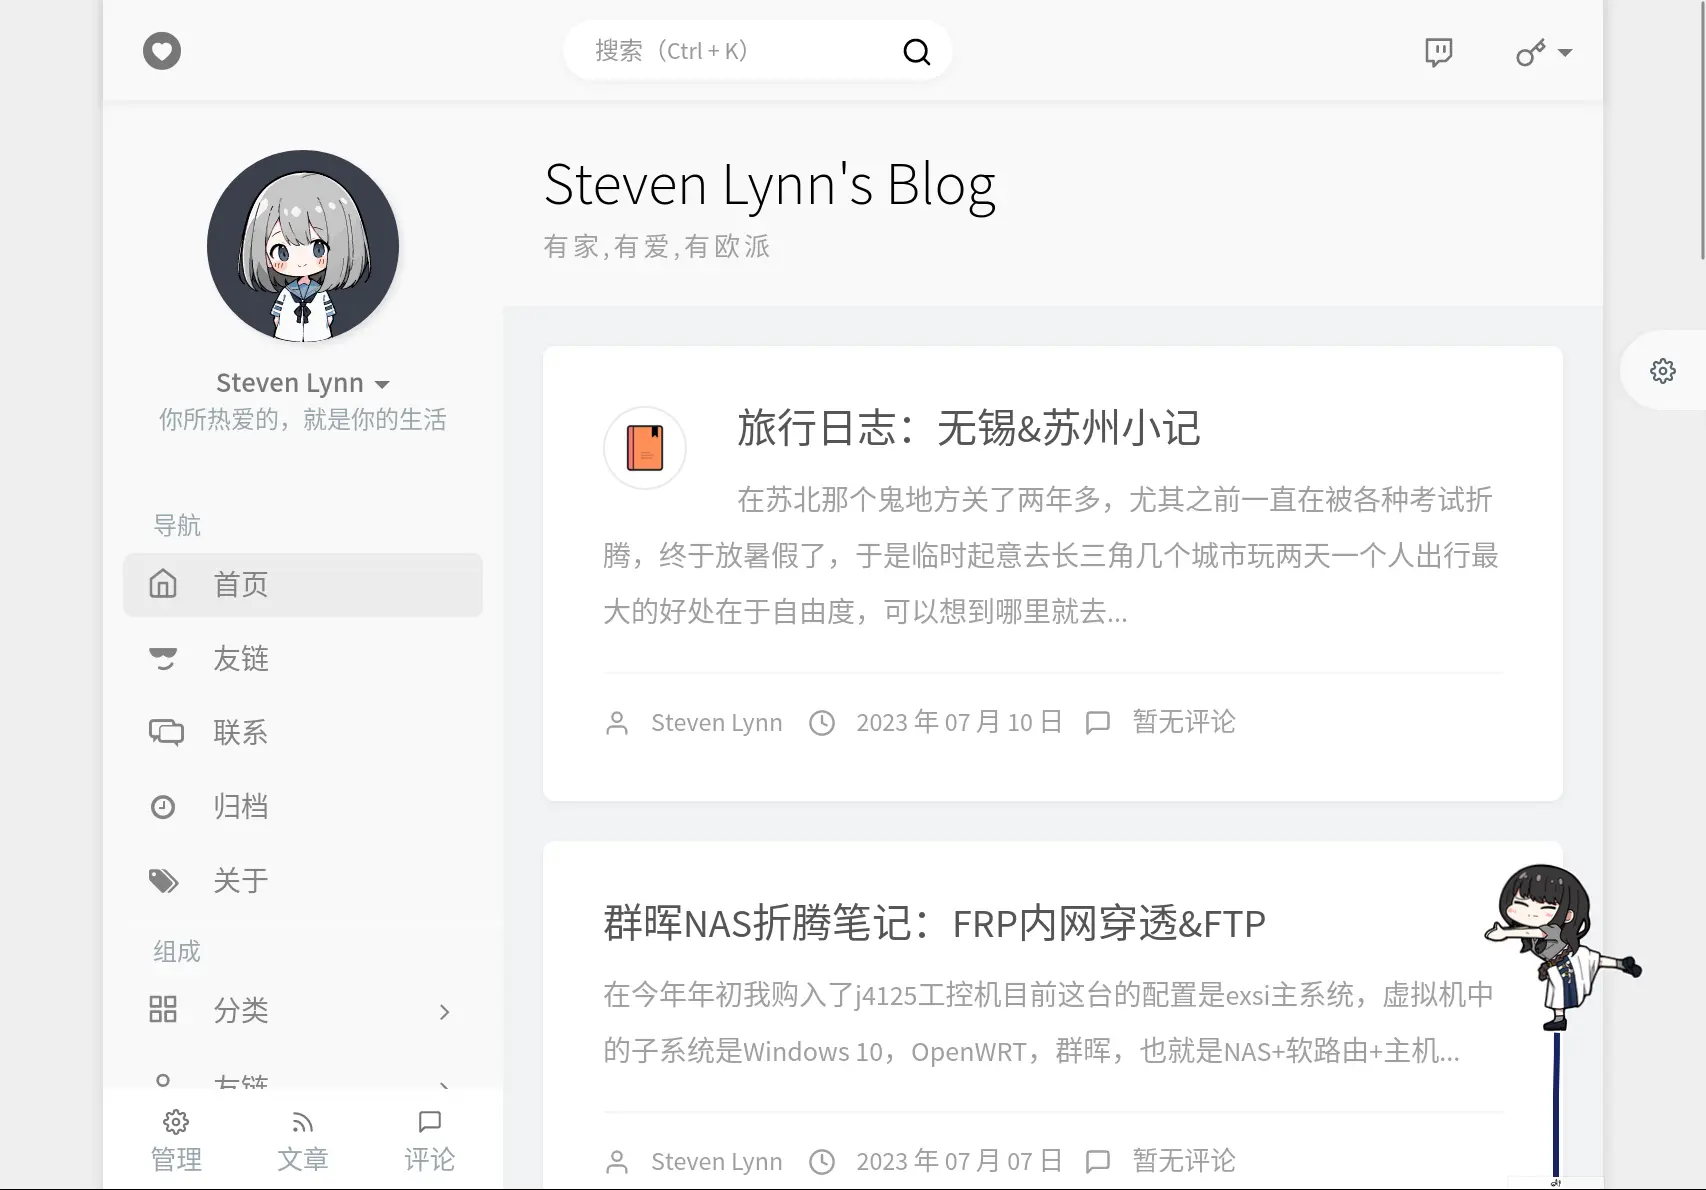 搜索（Ctrl + K）
Steven Lynn
你所热爱的，就是你的生活
导航
首页
友链
联系
归档
关于
组成
分类
友链
管理
文章
评论
Steven Lynn's Blog
有家,有爱,有欧派
旅行日志：无锡&苏州小记
在苏北那个鬼地方关了两年多，尤其之前一直在被各种考试折
腾，终于放暑假了，于是临时起意去长三角几个城市玩两天一个人出行最
大的好处在于自由度，可以想到哪里就去...
Steven Lynn 2023 年 07 月 10 日 暂无评论
群晖NAS折腾笔记：FRP内网穿透&FTP
在今年年初我购入了j4125工控机目前这台的配置是exsi主系统，虚拟机中
的子系统是Windows 10，OpenWRT，群晖，也就是NAS+软路由+主机...
Steven Lynn 2023 年 07 月 07 日 暂无评论